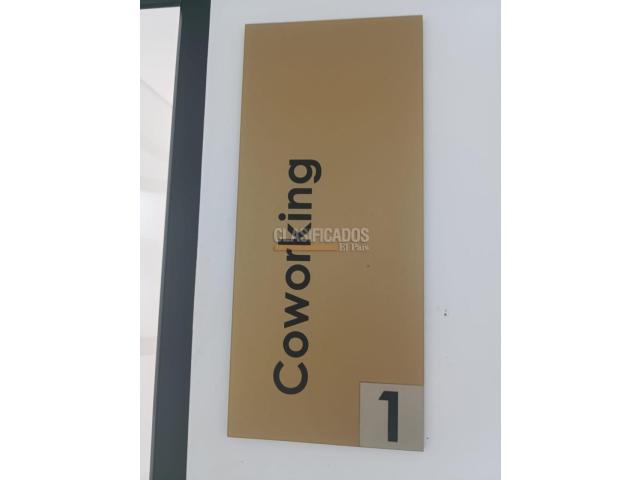 Coworking
CLASIFICADOS
El País
1